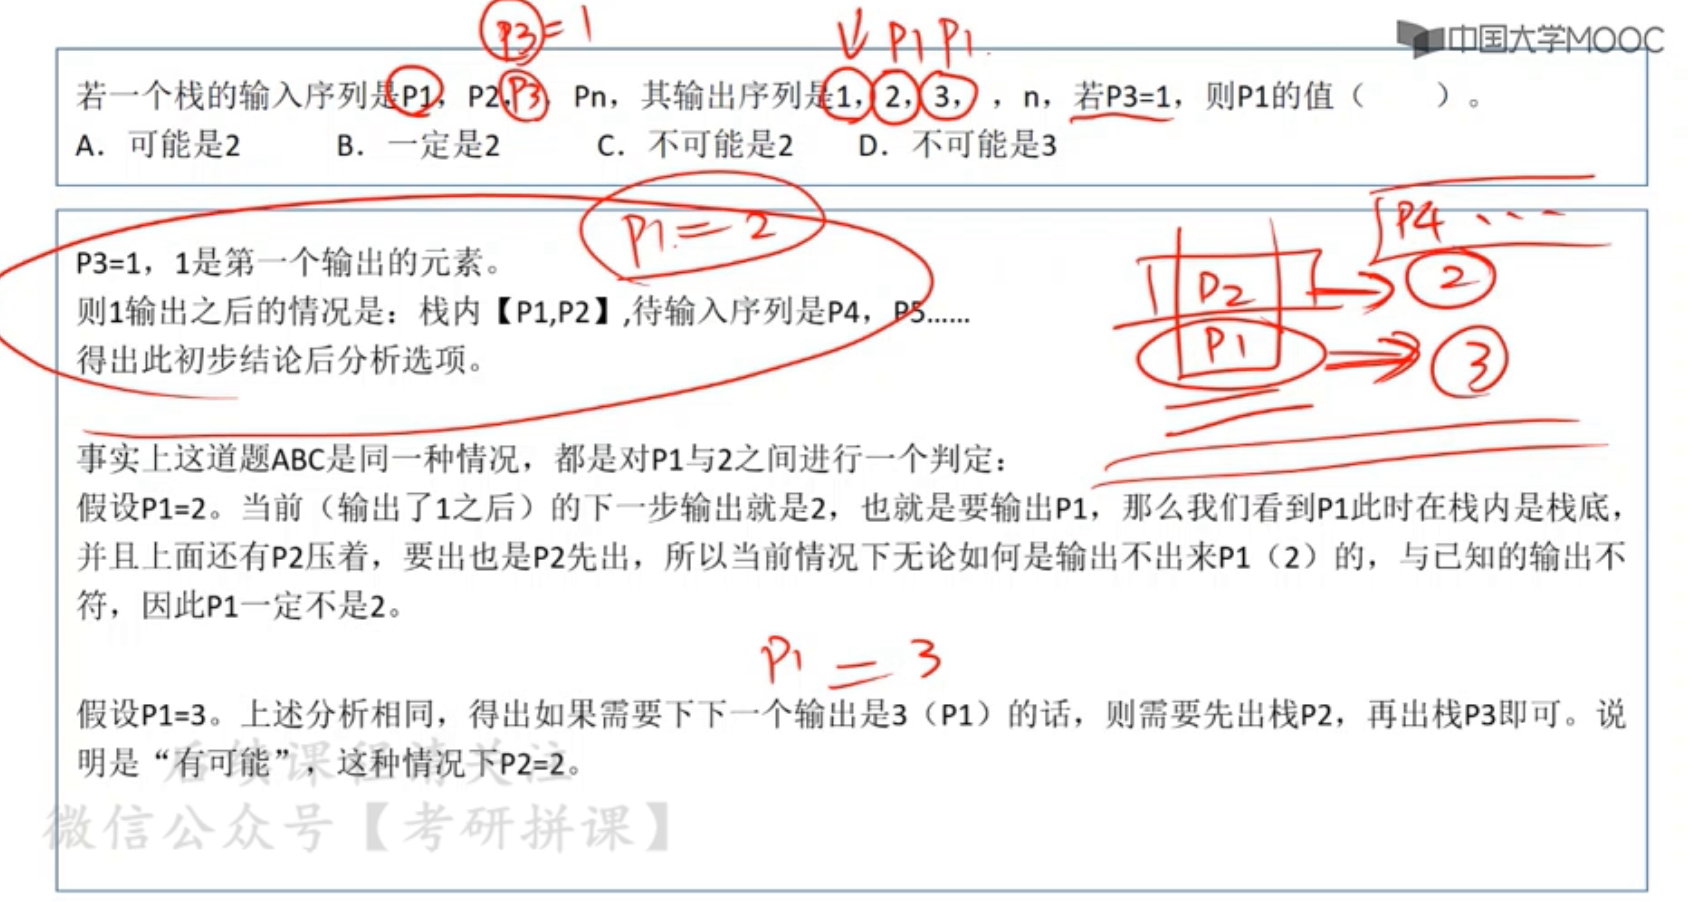 P3=1
↓ P1 P1
中国大学MOOC
若一个栈的输入序列是P1，P2，P3，Pn，其输出序列是1，2，3，，n，若P3=1，则P1的值（  ）。
A. 可能是2 B. 一定是2 C. 不可能是2 D. 不可能是3
P1=2
P4 ...
P3=1，1是第一个输出的元素。
P2 → 2
则1输出之后的情况是：栈内【P1,P2】,待输入序列是P4，P5……
P1 → 3
得出此初步结论后分析选项。
事实上这道题ABC是同一种情况，都是对P1与2之间进行一个判定：
假设P1=2。当前（输出了1之后）的下一步输出就是2，也就是要输出P1，那么我们看到P1此时在栈内是栈底，
并且上面还有P2压着，要出也是P2先出，所以当前情况下无论如何是输出不出来P1（2）的，与已知的输出不
符，因此P1一定不是2。
P1 = 3
假设P1=3。上述分析相同，得出如果需要下下一个输出是3（P1）的话，则需要先出栈P2，再出栈P3即可。说
明是“有可能”，这种情况下P2=2。
后续课程请关注
微信公众号【考研拼课】